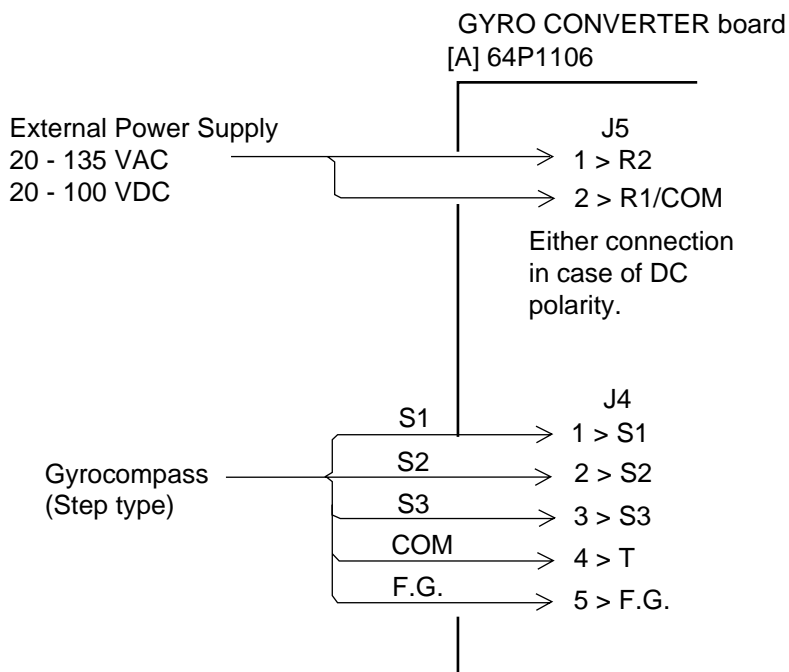 GYRO CONVERTER board
[A] 64P1106
External Power Supply
20 - 135 VAC
20 - 100 VDC
J5
1 > R2
2 > R1/COM
Either connection
in case of DC
polarity.
J4
S1
1 > S1
S2
2 > S2
Gyrocompass
(Step type)
S3
3 > S3
COM
4 > T
F.G.
5 > F.G.